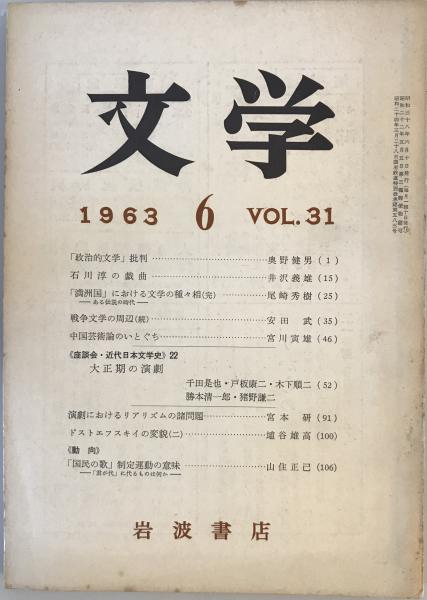 文学
1963 6 VOL. 31
「政治的文学」批判 奥野健男 (1)
石川淳の戯曲 井沢義雄 (15)
「満洲国」における文学の種々相(完) 尾崎秀樹 (25)
——ある伝説の時代——
戦争文学の周辺(続) 安田武 (35)
中国芸術論のいとぐち 宮川寅雄 (46)
《座談会・近代日本文学史》22
大正期の演劇
千田是也・戸板康二・木下順二 (52)
勝本清一郎・猪野謙二
演劇におけるリアリズムの諸問題 宮本研 (91)
ドストエフスキイの変貌(二) 埴谷雄高 (100)
《動向》
「国民の歌」制定運動の意味 山住正己 (106)
——「君が代」に代るものは何か——
岩波書店